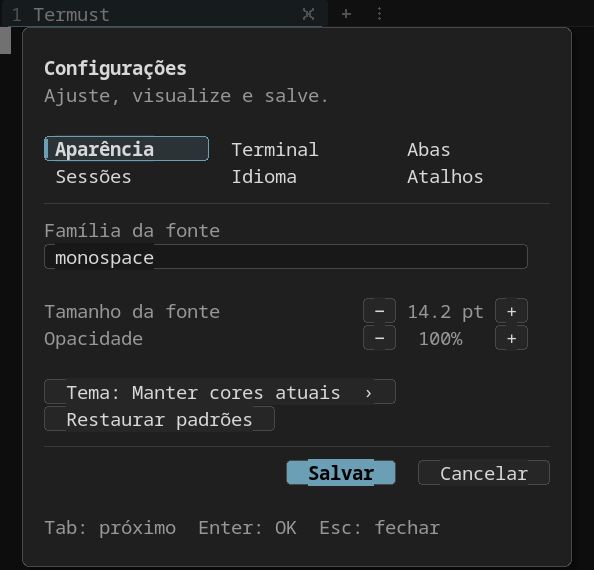 1 Termust × + ⋮
Configurações
Ajuste, visualize e salve.
Aparência Terminal Abas
Sessões Idioma Atalhos
Família da fonte
monospace
Tamanho da fonte − 14.2 pt +
Opacidade − 100% +
Tema: Manter cores atuais ›
Restaurar padrões
Salvar Cancelar
Tab: próximo Enter: OK Esc: fechar